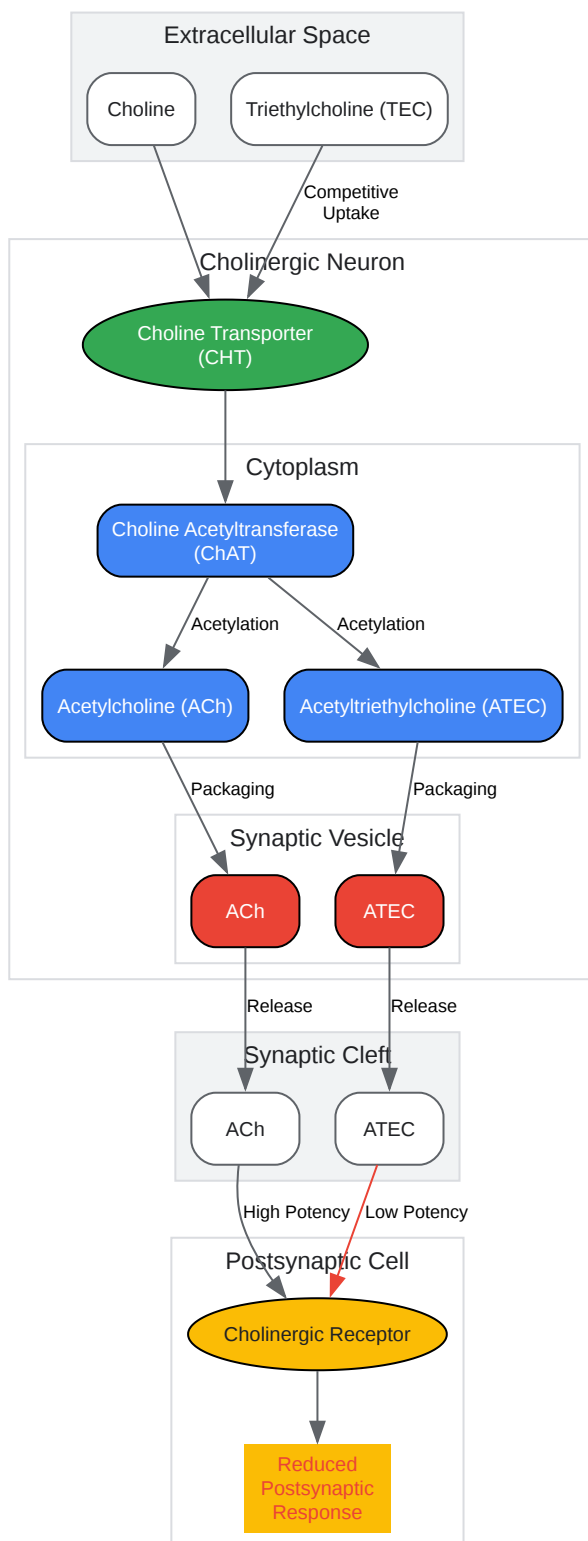 Extracellular Space
Choline
Triethylcholine (TEC)
Competitive
Uptake
Cholinergic Neuron
Choline Transporter
(CHT)
Cytoplasm
Choline Acetyltransferase
(ChAT)
Acetylation
Acetylation
Acetylcholine (ACh)
Acetyltriethylcholine (ATEC)
Packaging
Packaging
Synaptic Vesicle
ACh
ATEC
Release
Release
Synaptic Cleft
ACh
ATEC
High Potency
Low Potency
Postsynaptic Cell
Cholinergic Receptor
Reduced
Postsynaptic
Response